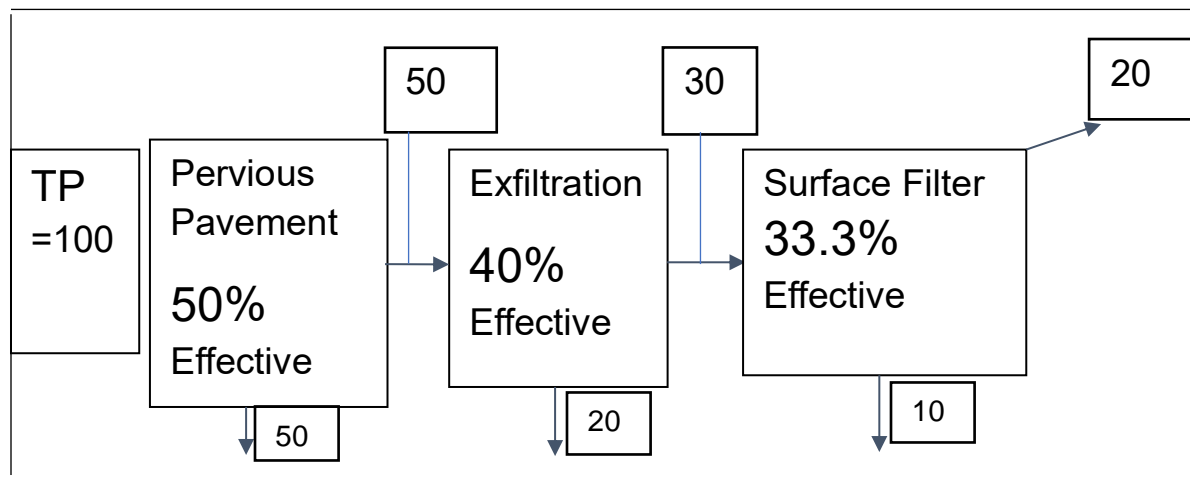 TP
=100
Pervious
Pavement
50%
Effective
50
50
Exfiltration
40%
Effective
20
30
Surface Filter
33.3%
Effective
10
20